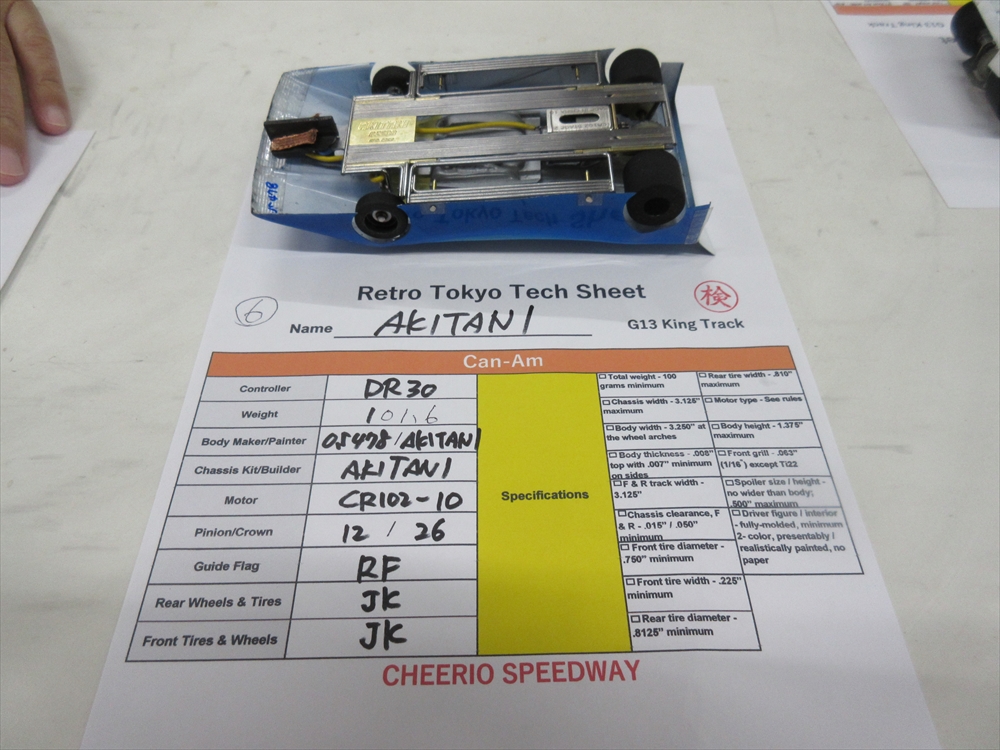 G13 King Track
Retro Tokyo Tech Sheet
検
6
Name AKITANI
G13 King Track
Can-Am
Controller DR30
Weight 101.6
Body Maker/Painter /AKITANI
Chassis Kit/Builder AKITANI
Motor CR102-10
Pinion/Crown 12 / 26
Guide Flag RF
Rear Wheels & Tires JK
Front Tires & Wheels JK
Specifications
Total weight - 100
grams minimum
Chassis width - 3.125"
maximum
Body width - 3.250" at
the wheel arches
Body thickness - .008"
top with .007" minimum
on sides
F & R track width -
3.125"
Chassis clearance, F
& R - .015" / .050"
minimum
Front tire diameter -
.750" minimum
Front tire width - .225"
minimum
Rear tire diameter -
.8125" minimum
Rear tire width - .810"
maximum
Motor type - See rules
Body height - 1.375"
maximum
Front grill - .063"
(1/16") except Ti22
Spoiler size / height -
no wider than body;
.500" maximum
Driver figure / interior
- fully-molded, minimum
2- color, presentably /
realistically painted, no
paper
CHEERIO SPEEDWAY